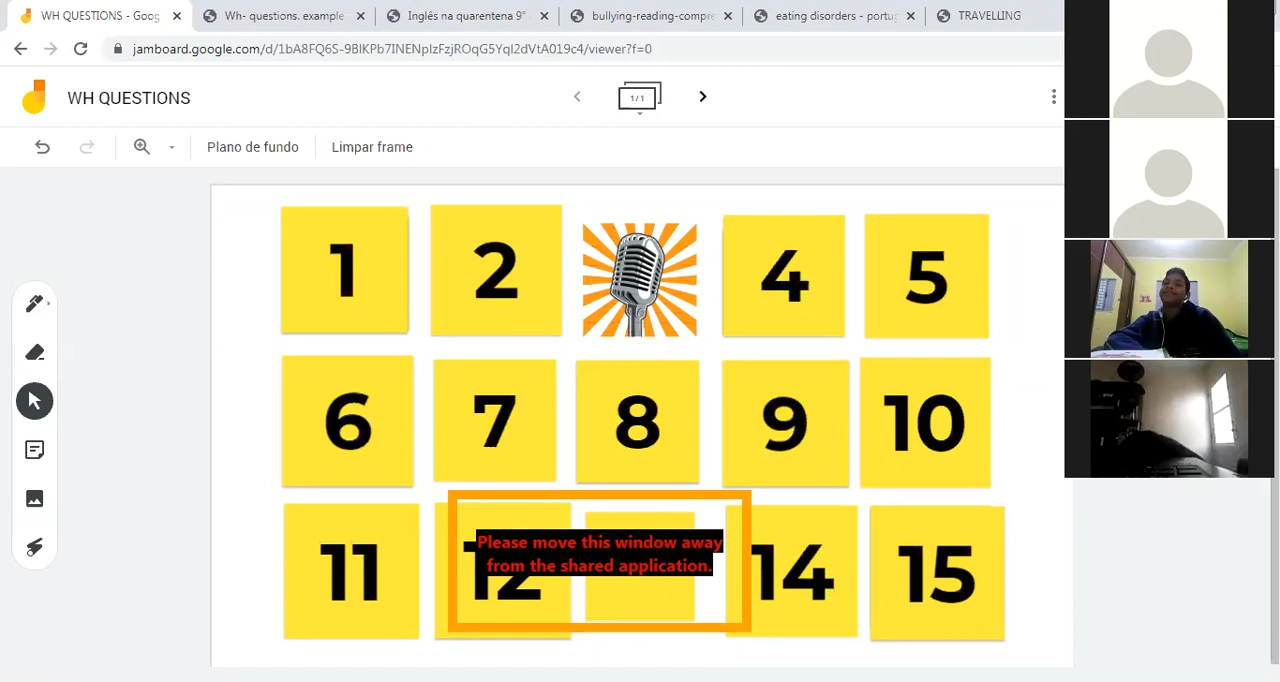 WH QUESTIONS - Goog
Wh- questions. example
Inglês na quarentena 9°
bullying-reading-compre
eating disorders - portug
TRAVELLING
jamboard.google.com/d/1bA8FQ6S-9BlKPb7INENplzFzjROqG5Yql2dVtA019c4/viewer?f=0
WH QUESTIONS
1/1
Plano de fundo
Limpar frame
1 2 4 5
6 7 8 9 10
11 12 14 15
Please move this window away
from the shared application.